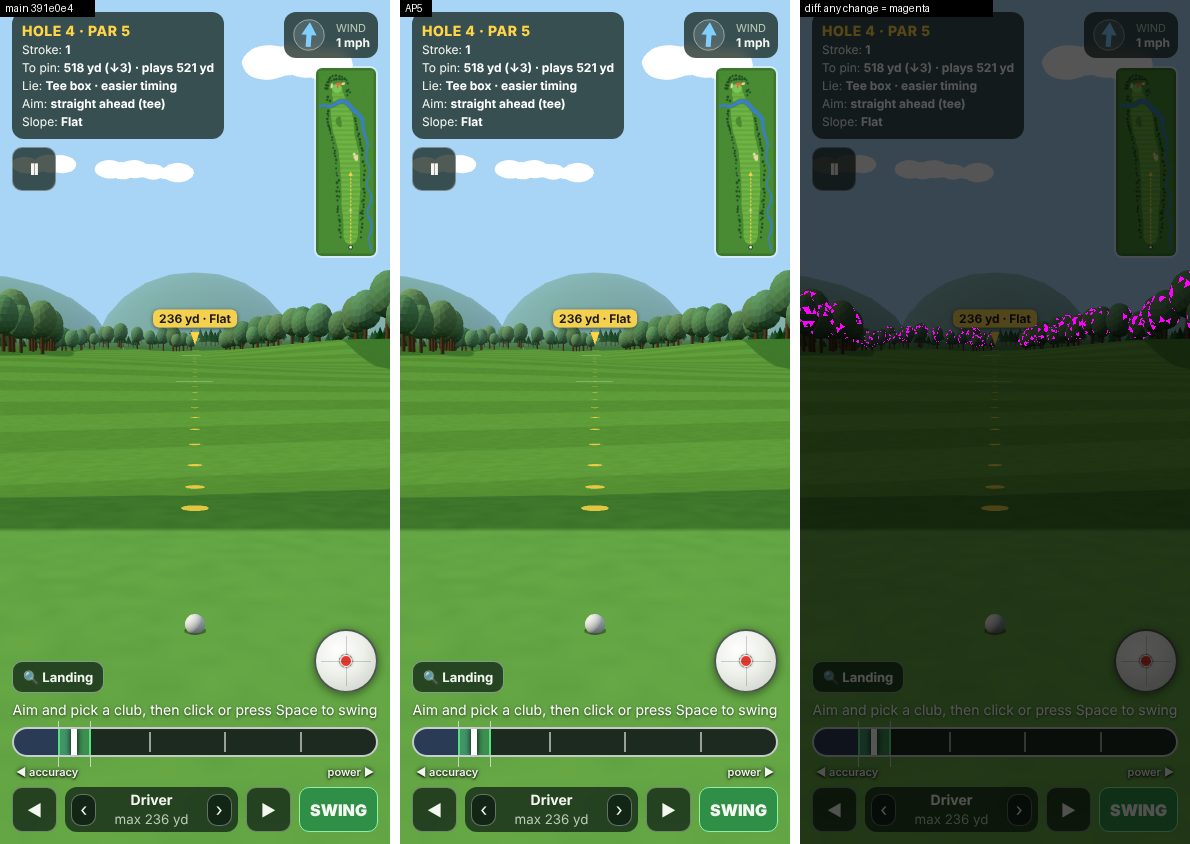 main 391e0e4
HOLE 4 · PAR 5
Stroke: 1
To pin: 518 yd (↓3) · plays 521 yd
Lie: Tee box · easier timing
Aim: straight ahead (tee)
Slope: Flat
WIND
1 mph
236 yd · Flat
Landing
Aim and pick a club, then click or press Space to swing
◀ accuracy
power ▶
◀
‹
Driver
max 236 yd
›
▶
SWING
AP5
HOLE 4 · PAR 5
Stroke: 1
To pin: 518 yd (↓3) · plays 521 yd
Lie: Tee box · easier timing
Aim: straight ahead (tee)
Slope: Flat
WIND
1 mph
236 yd · Flat
Landing
Aim and pick a club, then click or press Space to swing
◀ accuracy
power ▶
◀
‹
Driver
max 236 yd
›
▶
SWING
diff: any change = magenta
HOLE 4 · PAR 5
Stroke: 1
To pin: 518 yd (↓3) · plays 521 yd
Lie: Tee box · easier timing
Aim: straight ahead (tee)
Slope: Flat
WIND
1 mph
236 yd · Flat
Landing
Aim and pick a club, then click or press Space to swing
◀ accuracy
power ▶
◀
‹
Driver
max 236 yd
›
▶
SWING